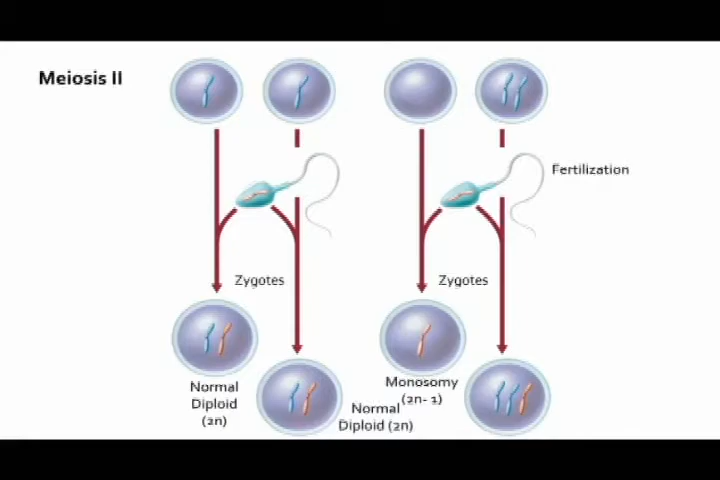 Meiosis II
Fertilization
Zygotes
Zygotes
Normal
Diploid
(2n)
Normal
Diploid (2n)
Monosomy
(2n- 1)